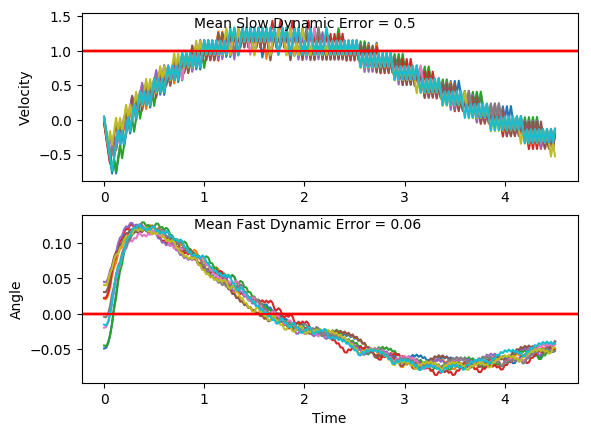 Mean Slow Dynamic Error = 0.5
1.5
1.0
0.5
0.0
−0.5
Velocity
0 1 2 3 4
Mean Fast Dynamic Error = 0.06
0.10
0.05
0.00
−0.05
Angle
0 1 2 3 4
Time